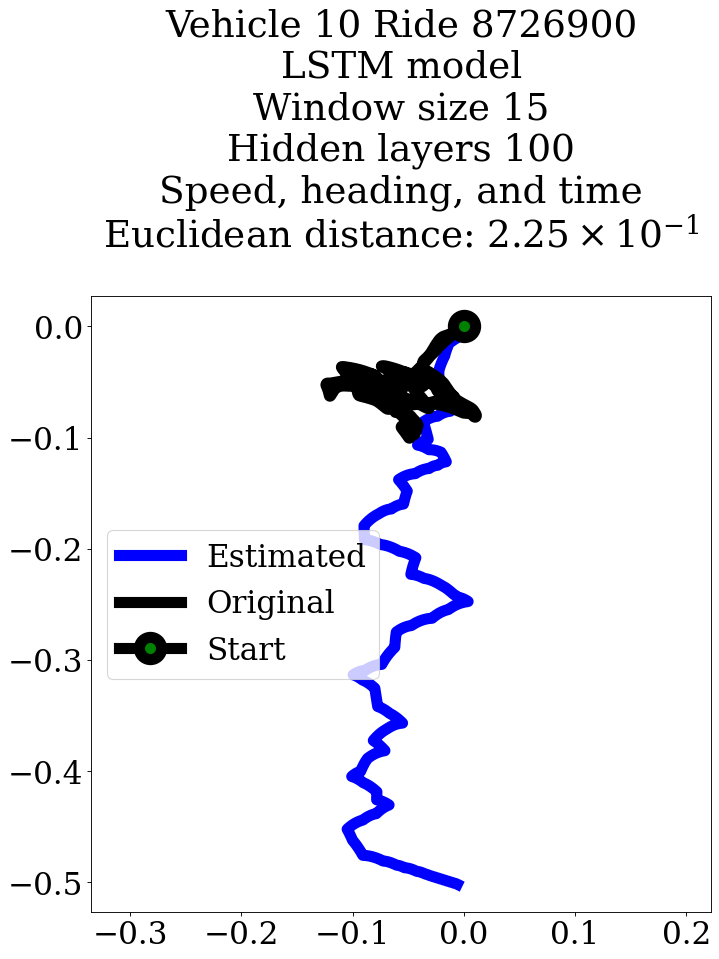 Vehicle 10 Ride 8726900
LSTM model
Window size 15
Hidden layers 100
Speed, heading, and time
Euclidean distance: 2.25 × 10⁻¹
0.0
−0.1
−0.2
−0.3
−0.4
−0.5
Estimated
Original
Start
−0.3 −0.2 −0.1 0.0 0.1 0.2